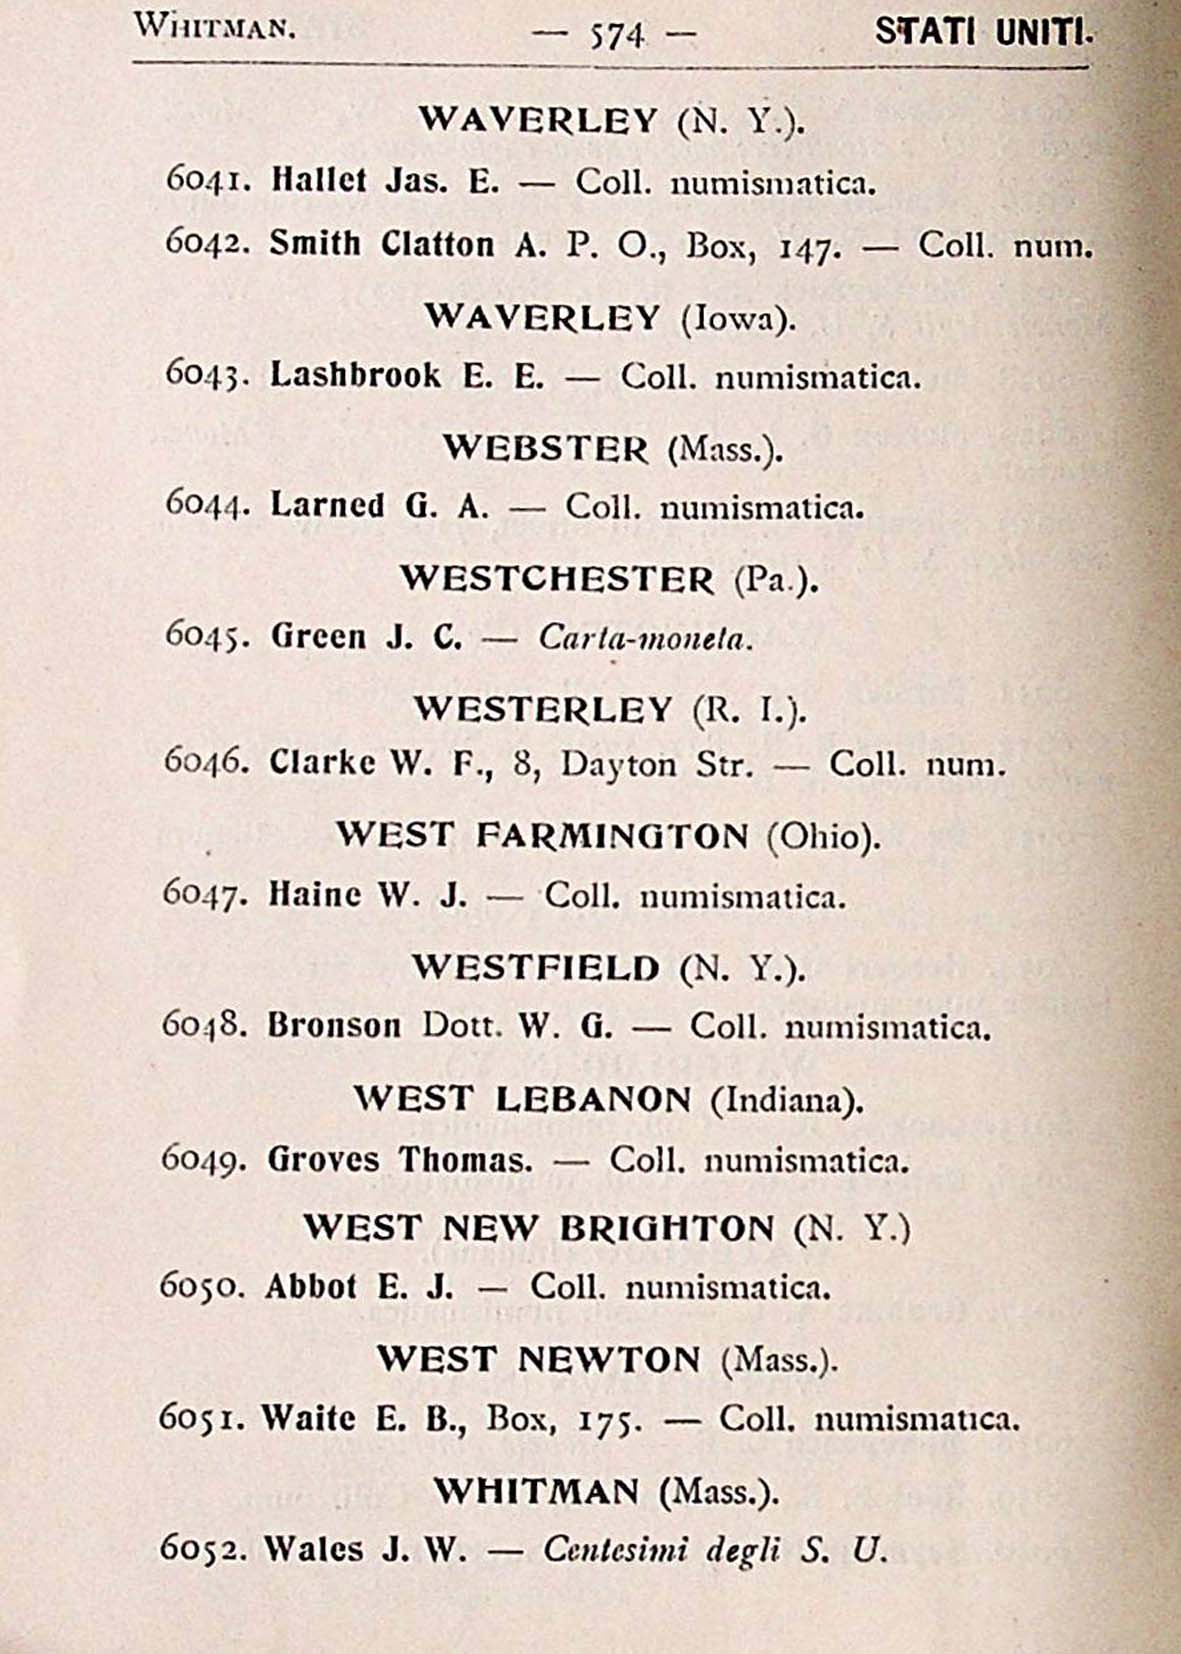 WHITMAN. — 574 — STATI UNITI.
WAVERLEY (N. Y.).
6041. Hallet Jas. E. — Coll. numismatica.
6042. Smith Clatton A. P. O., Box, 147. — Coll. num.
WAVERLEY (Iowa).
6043. Lashbrook E. E. — Coll. numismatica.
WEBSTER (Mass.).
6044. Larned G. A. — Coll. numismatica.
WESTCHESTER (Pa.).
6045. Green J. C. — Carta-moneta.
WESTERLEY (R. I.).
6046. Clarke W. F., 8, Dayton Str. — Coll. num.
WEST FARMINGTON (Ohio).
6047. Haine W. J. — Coll. numismatica.
WESTFIELD (N. Y.).
6048. Bronson Dott. W. G. — Coll. numismatica.
WEST LEBANON (Indiana).
6049. Groves Thomas. — Coll. numismatica.
WEST NEW BRIGHTON (N. Y.)
6050. Abbot E. J. — Coll. numismatica.
WEST NEWTON (Mass.).
6051. Waite E. B., Box, 175. — Coll. numismatica.
WHITMAN (Mass.).
6052. Wales J. W. — Centesimi degli S. U.